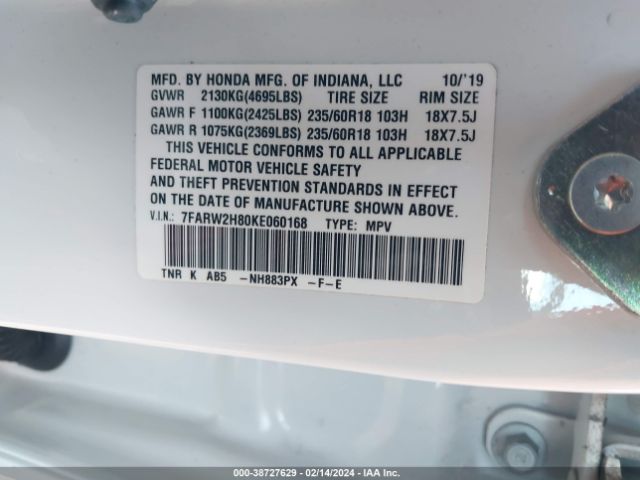 MFD. BY HONDA MFG. OF INDIANA, LLC 10/'19
GVWR 2130KG(4695LBS) TIRE SIZE RIM SIZE
GAWR F 1100KG(2425LBS) 235/60R18 103H 18X7.5J
GAWR R 1075KG(2369LBS) 235/60R18 103H 18X7.5J
THIS VEHICLE CONFORMS TO ALL APPLICABLE
FEDERAL MOTOR VEHICLE SAFETY
AND THEFT PREVENTION STANDARDS IN EFFECT
ON THE DATE OF MANUFACTURE SHOWN ABOVE.
V.I.N.: 7FARW2H80KE060168 TYPE: MPV
TNR K AB5 -NH883PX -F-E
000-38727629 - 02/14/2024 - IAA Inc.